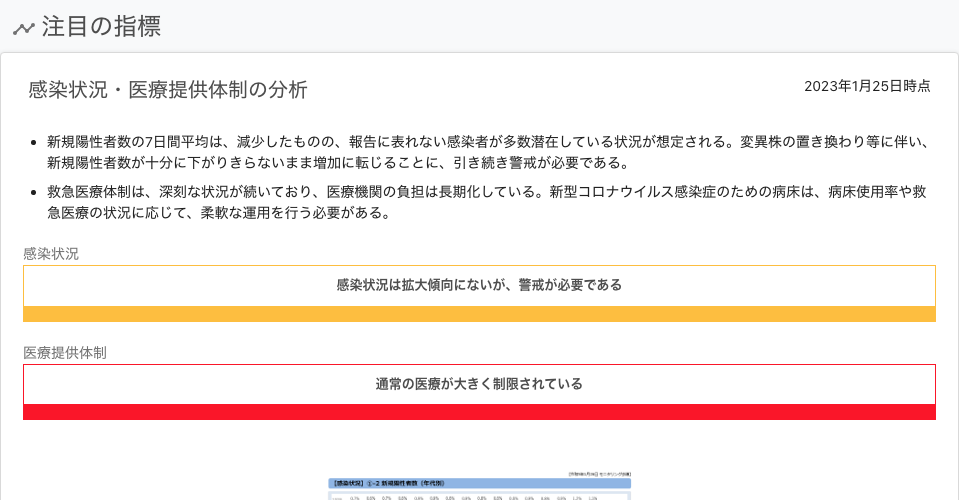 注目の指標
感染状況・医療提供体制の分析
2023年1月25日時点
新規陽性者数の7日間平均は、減少したものの、報告に表れない感染者が多数潜在している状況が想定される。変異株の置き換わり等に伴い、
新規陽性者数が十分に下がりきらないまま増加に転じることに、引き続き警戒が必要である。
救急医療体制は、深刻な状況が続いており、医療機関の負担は長期化している。新型コロナウイルス感染症のための病床は、病床使用率や救
急医療の状況に応じて、柔軟な運用を行う必要がある。
感染状況
感染状況は拡大傾向にないが、警戒が必要である
医療提供体制
通常の医療が大きく制限されている
【感染状況】①-2 新規陽性者数（年代別）